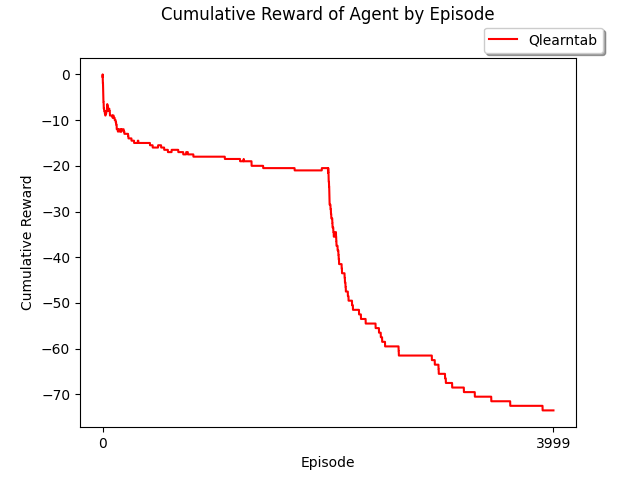 Cumulative Reward of Agent by Episode
Qlearntab
0
−10
−20
−30
−40
−50
−60
−70
Cumulative Reward
0
3999
Episode